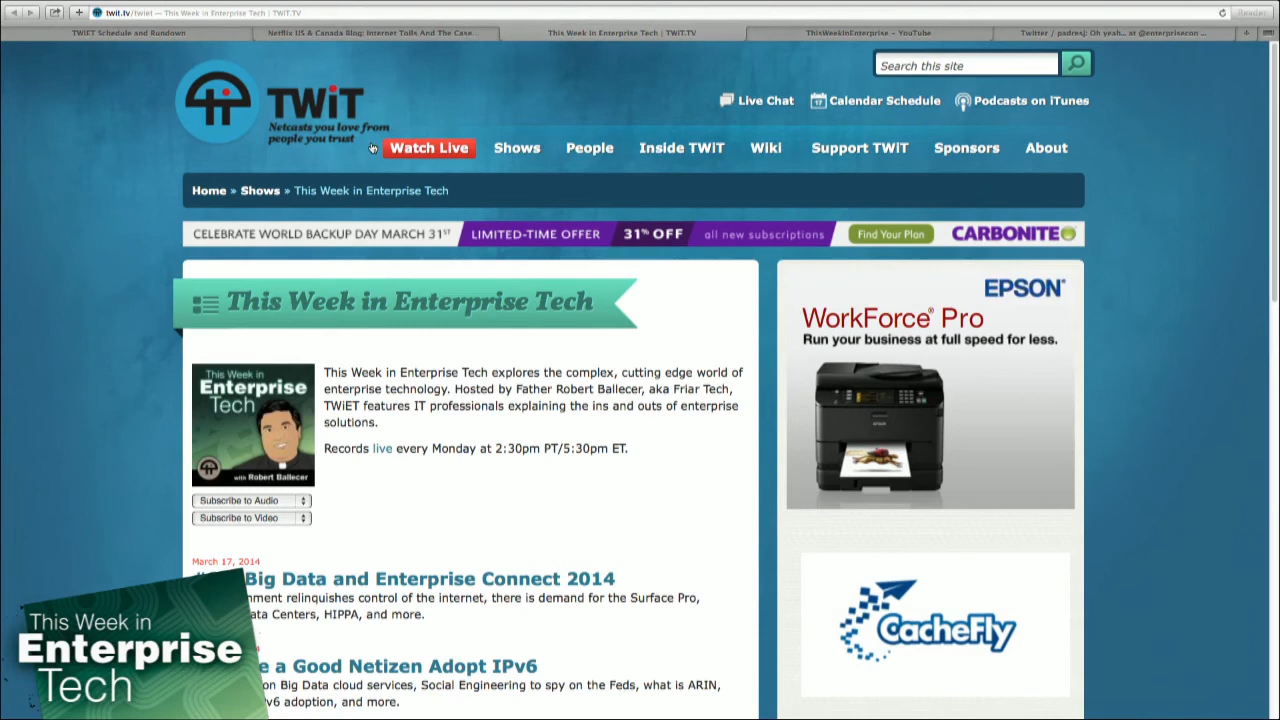 twit.tv/twiet — This Week in Enterprise Tech | TWiT.TV
Reader
TWIET Schedule and Rundown
Netflix US & Canada Blog: Internet Tolls And The Case...
This Week in Enterprise Tech | TWiT.TV
ThisWeekInEnterprise - YouTube
Twitter / padresj: Oh yeah... at @enterprisecon ...
Search this site
TWiT
Netcasts you love from
people you trust
Live Chat
17 Calendar Schedule
Podcasts on iTunes
Watch Live Shows People Inside TWiT Wiki Support TWiT Sponsors About
Home » Shows » This Week in Enterprise Tech
CELEBRATE WORLD BACKUP DAY MARCH 31ST LIMITED-TIME OFFER 31% OFF all new subscriptions Find Your Plan CARBONITE
This Week in Enterprise Tech
This Week in
Enterprise
Tech
with Robert Ballecer
This Week in Enterprise Tech explores the complex, cutting edge world of
enterprise technology. Hosted by Father Robert Ballecer, aka Friar Tech,
TWiET features IT professionals explaining the ins and outs of enterprise
solutions.
Records live every Monday at 2:30pm PT/5:30pm ET.
Subscribe to Audio
Subscribe to Video
March 17, 2014
Big Data and Enterprise Connect 2014
nment relinquishes control of the internet, there is demand for the Surface Pro,
ata Centers, HIPPA, and more.
e a Good Netizen Adopt IPv6
on Big Data cloud services, Social Engineering to spy on the Feds, what is ARIN,
v6 adoption, and more.
EPSON
WorkForce® Pro
Run your business at full speed for less.
EPSON
CacheFly
This Week in
Enterprise
Tech